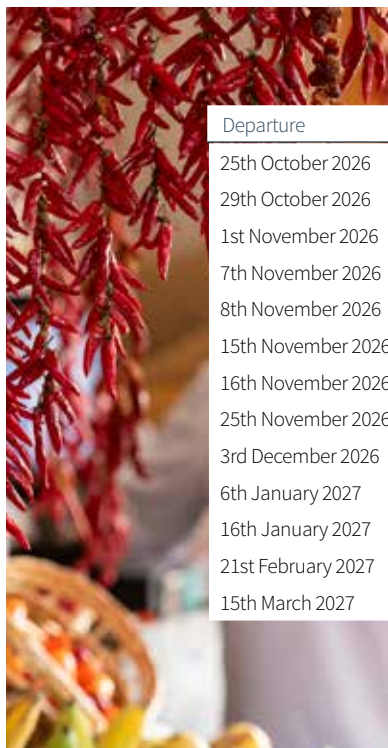 Departure
25th October 2026
29th October 2026
1st November 2026
7th November 2026
8th November 2026
15th November 2026
16th November 2026
25th November 2026
3rd December 2026
6th January 2027
16th January 2027
21st February 2027
15th March 2027